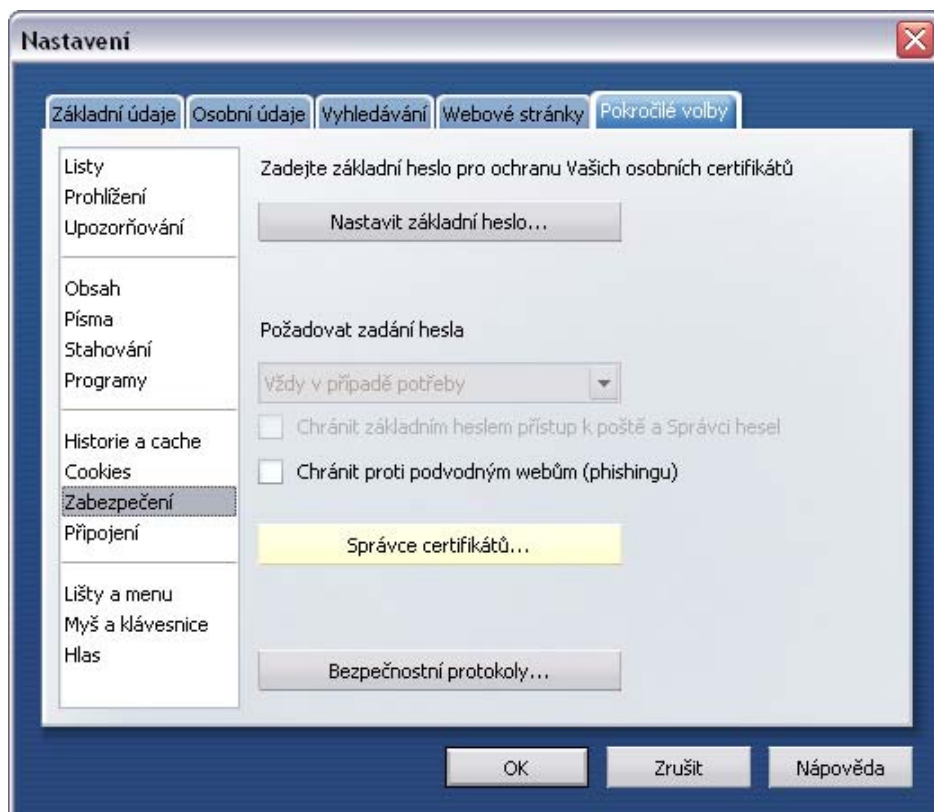 Nastavení
Základní údaje Osobní údaje Vyhledávání Webové stránky Pokročilé volby
Listy
Prohlížení
Upozorňování
Obsah
Písma
Stahování
Programy
Historie a cache
Cookies
Zabezpečení
Připojení
Lišty a menu
Myš a klávesnice
Hlas
Zadejte základní heslo pro ochranu Vašich osobních certifikátů
Nastavit základní heslo...
Požadovat zadání hesla
Vždy v případě potřeby
Chránit základním heslem přístup k poště a Správci hesel
Chránit proti podvodným webům (phishingu)
Správce certifikátů...
Bezpečnostní protokoly...
OK Zrušit Nápověda